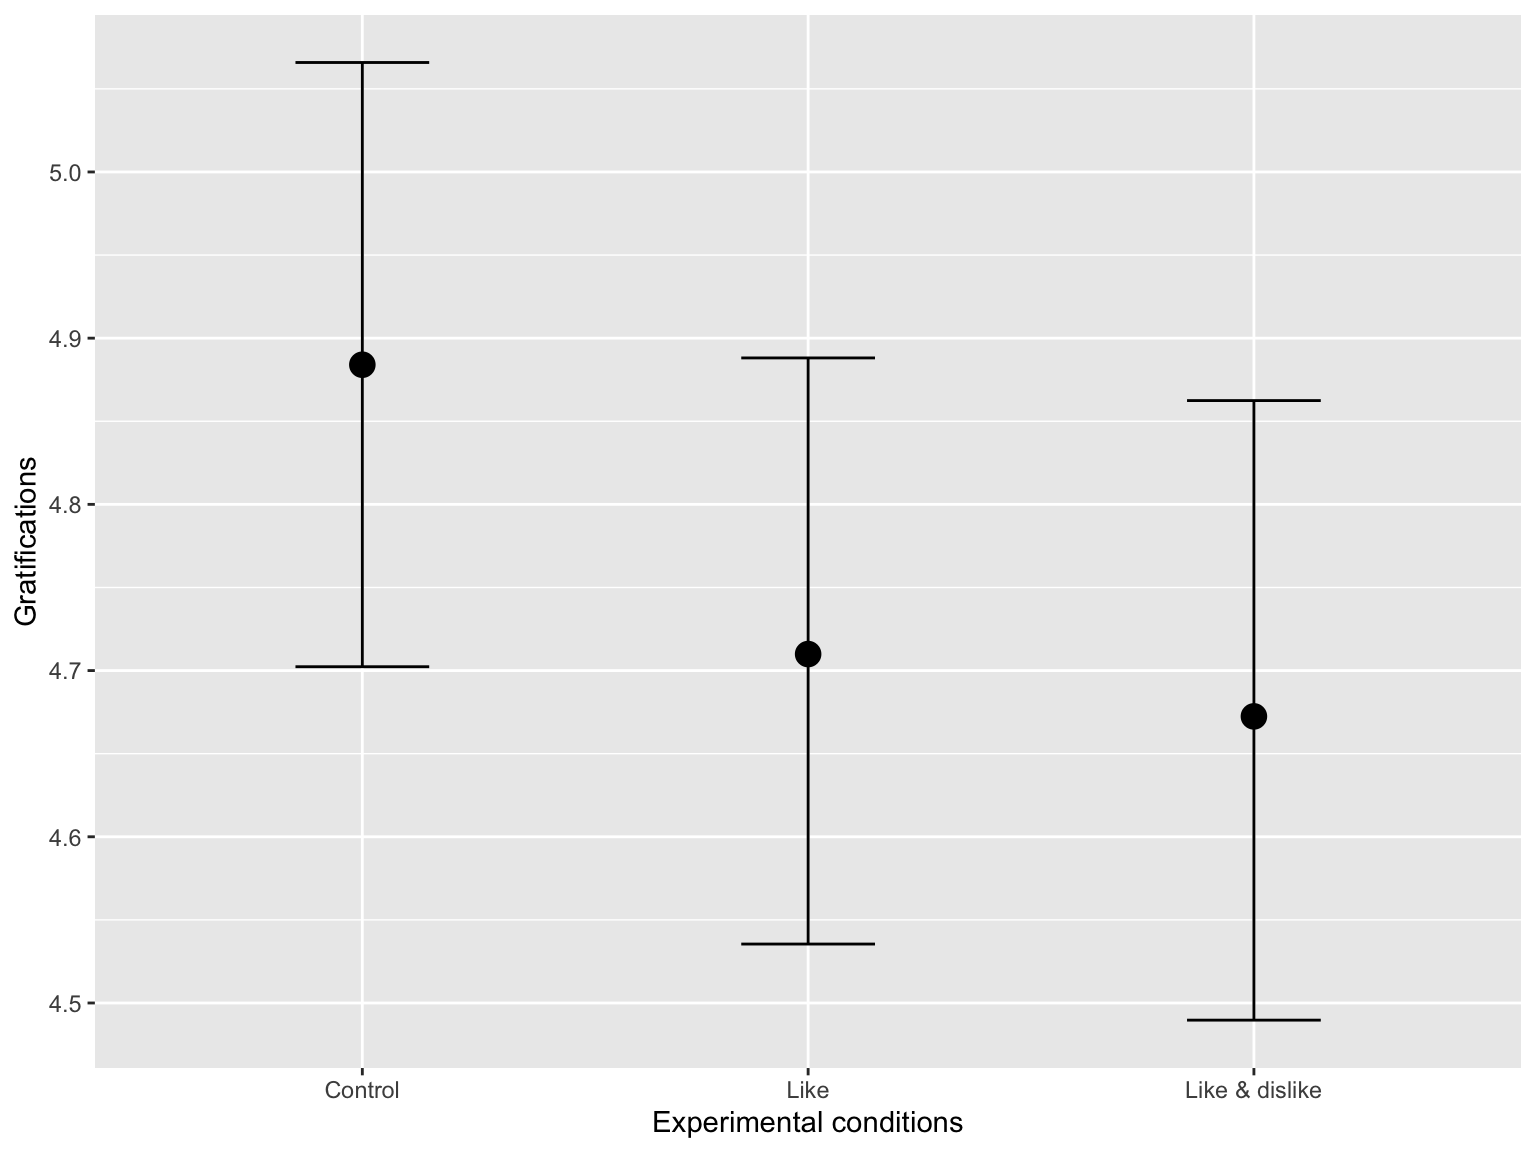 Gratifications
5.0
4.9
4.8
4.7
4.6
4.5
Control Like Like & dislike
Experimental conditions